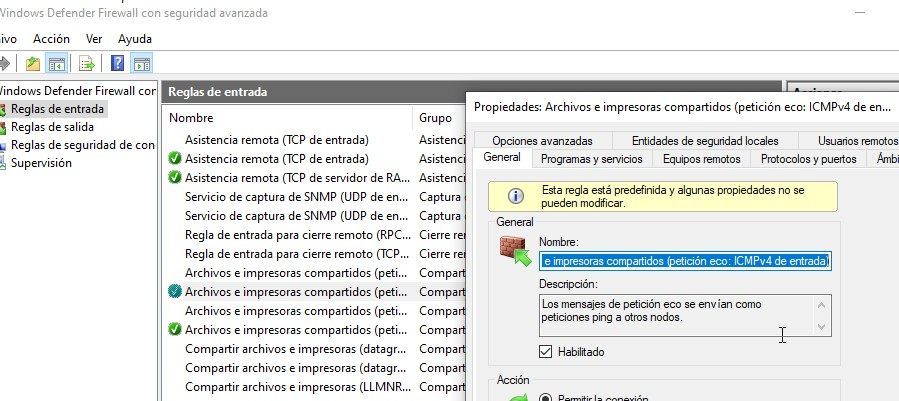 Windows Defender Firewall con seguridad avanzada
Acción Ver Ayuda
Windows Defender Firewall con
Reglas de entrada
Reglas de salida
Reglas de seguridad de con
Supervisión
Reglas de entrada
Nombre Grupo
Asistencia remota (TCP de entrada) Asistenci
Asistencia remota (TCP de entrada) Asistenci
Asistencia remota (TCP de servidor de RA... Asistenci
Servicio de captura de SNMP (UDP de en... Captura
Servicio de captura de SNMP (UDP de en... Captura
Regla de entrada para cierre remoto (RPC... Cierre re
Regla de entrada para cierre remoto (TCP... Cierre re
Archivos e impresoras compartidos (peti... Compart
Archivos e impresoras compartidos (peti... Compart
Archivos e impresoras compartidos (peti... Compart
Archivos e impresoras compartidos (peti... Compart
Compartir archivos e impresoras (datagr... Compart
Compartir archivos e impresoras (datagr... Compart
Compartir archivos e impresoras (LLMNR... Compart
Propiedades: Archivos e impresoras compartidos (petición eco: ICMPv4 de en...
Opciones avanzadas Entidades de seguridad locales Usuarios remotos
General Programas y servicios Equipos remotos Protocolos y puertos Ámbi
Esta regla está predefinida y algunas propiedades no se
pueden modificar.
General
Nombre:
e impresoras compartidos (petición eco: ICMPv4 de entrada)
Descripción:
Los mensajes de petición eco se envían como
peticiones ping a otros nodos.
Habilitado
Acción
Permitir la conexión